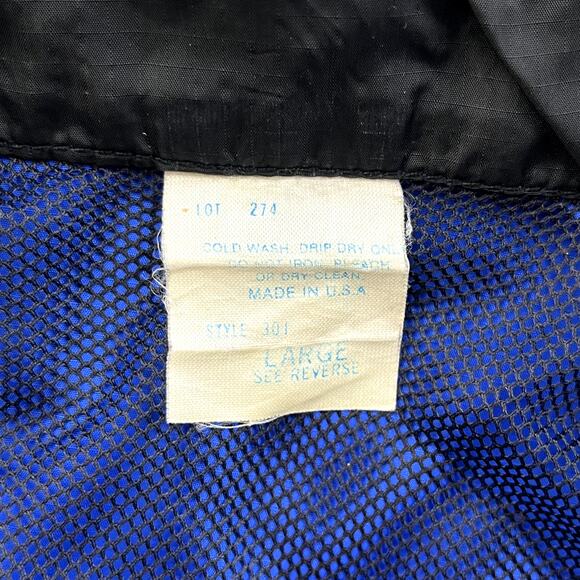 LOT 274
COLD WASH. DRIP DRY ONLY
DO NOT IRON, BLEACH
OR DRY CLEAN
MADE IN U.S.A
STYLE 301
LARGE
SEE REVERSE